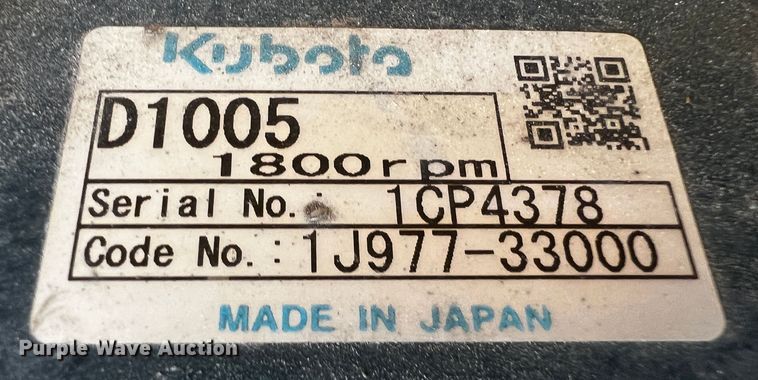 Kubota
D1005
1800rpm
Serial No.: 1CP4378
Code No.: 1J977-33000
MADE IN JAPAN
Purple Wave Auction